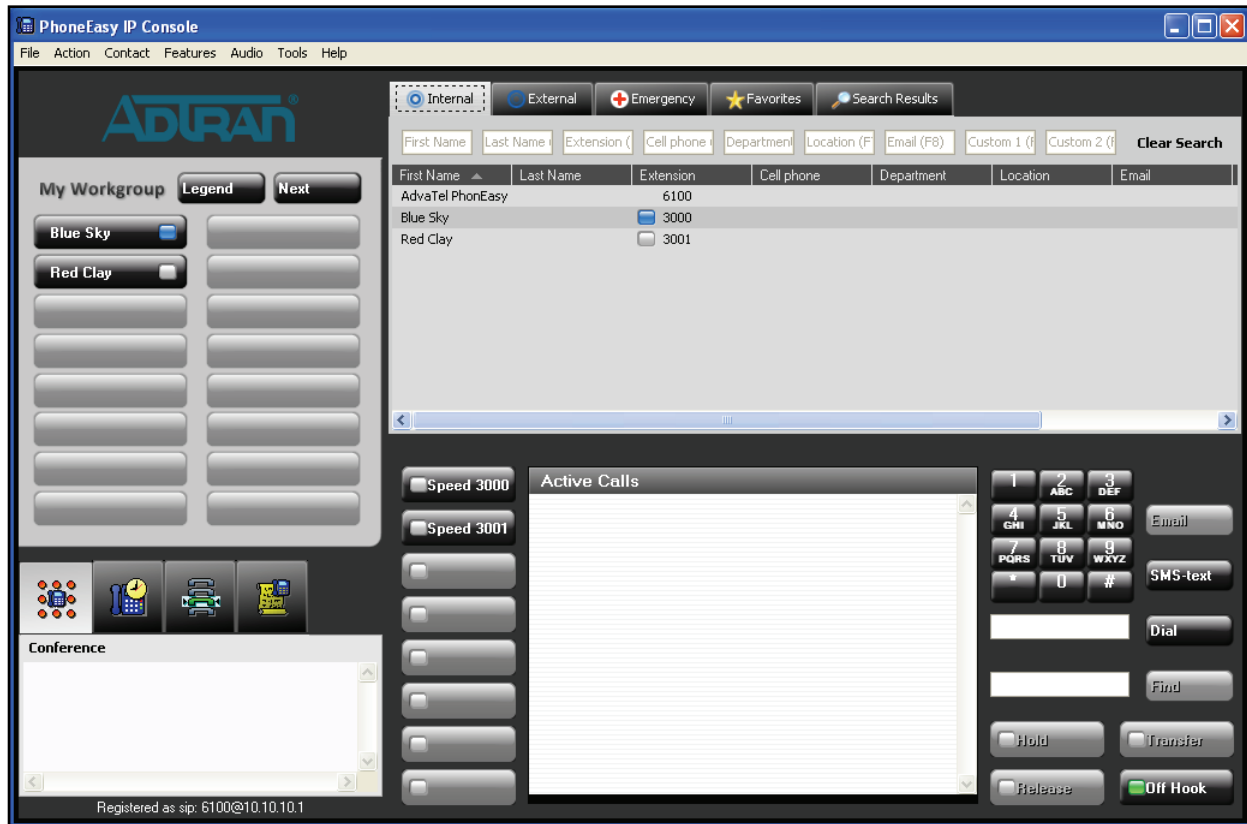 PhoneEasy IP Console
File Action Contact Features Audio Tools Help
ADTRAN®
Internal External Emergency Favorites Search Results
First Name Last Name ( Extension ( Cell phone ( Department Location (F Email (F8) Custom 1 (F Custom 2 (F Clear Search
My Workgroup Legend Next
First Name Last Name Extension Cell phone Department Location Email
AdvaTel PhonEasy 6100
Blue Sky 3000
Red Clay 3001
Blue Sky
Red Clay
Conference
Registered as sip: 6100@10.10.10.1
Speed 3000
Speed 3001
Active Calls
1 2 ABC 3 DEF
4 GHI 5 JKL 6 MNO
7 PQRS 8 TUV 9 WXYZ
* 0 #
Email
SMS-text
Dial
Find
Hold Transfer
Release Off Hook